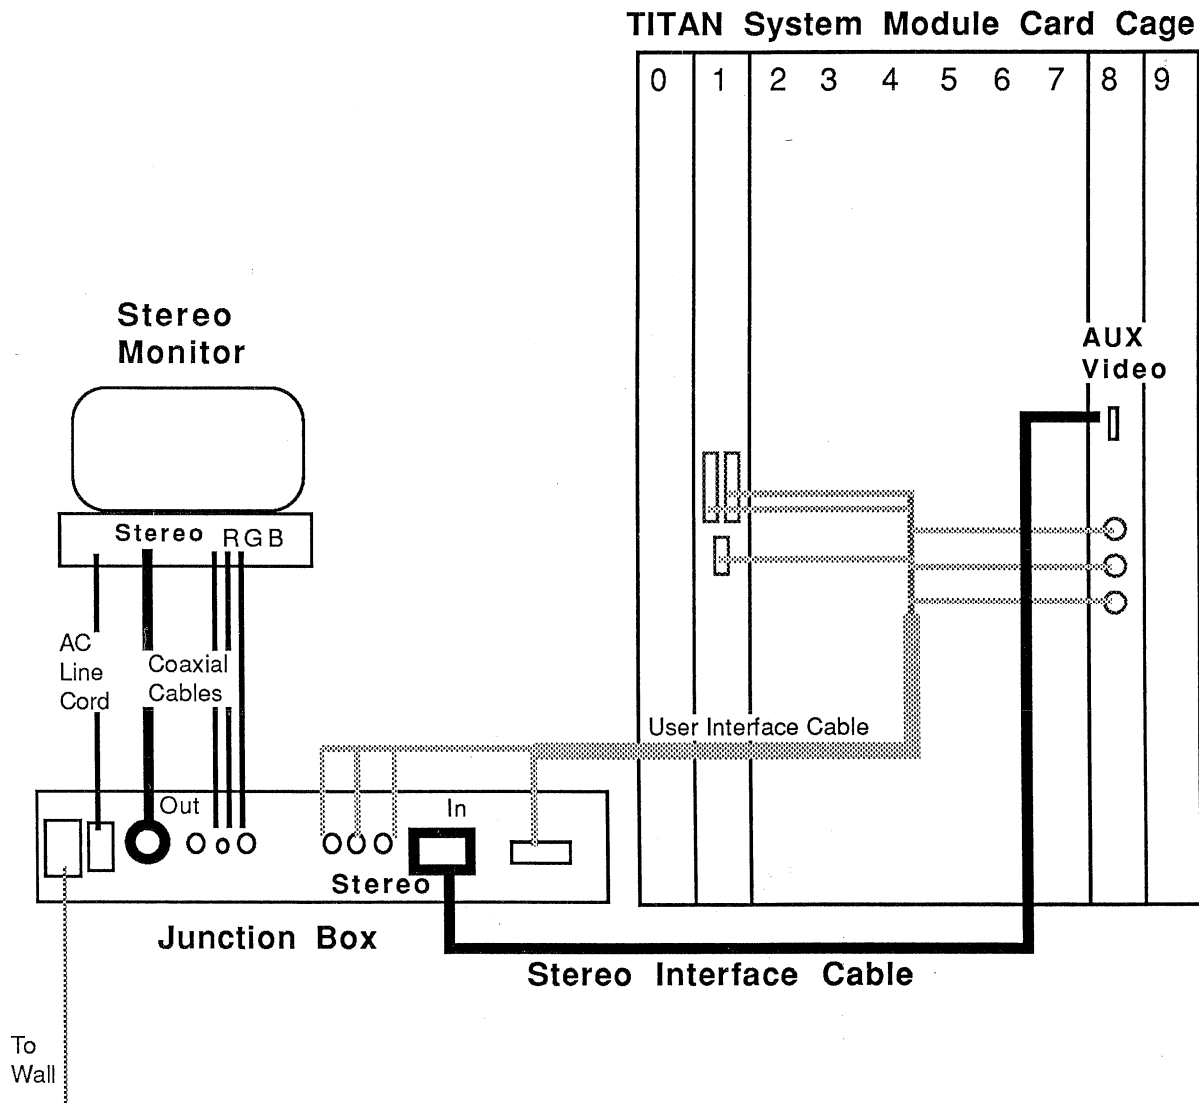 TITAN System Module Card Cage
0 1 2 3 4 5 6 7 8 9
Stereo
Monitor
AUX
Video
Stereo RGB
AC
Line
Cord
Coaxial
Cables
User Interface Cable
Out
In
Stereo
Junction Box
Stereo Interface Cable
To
Wall